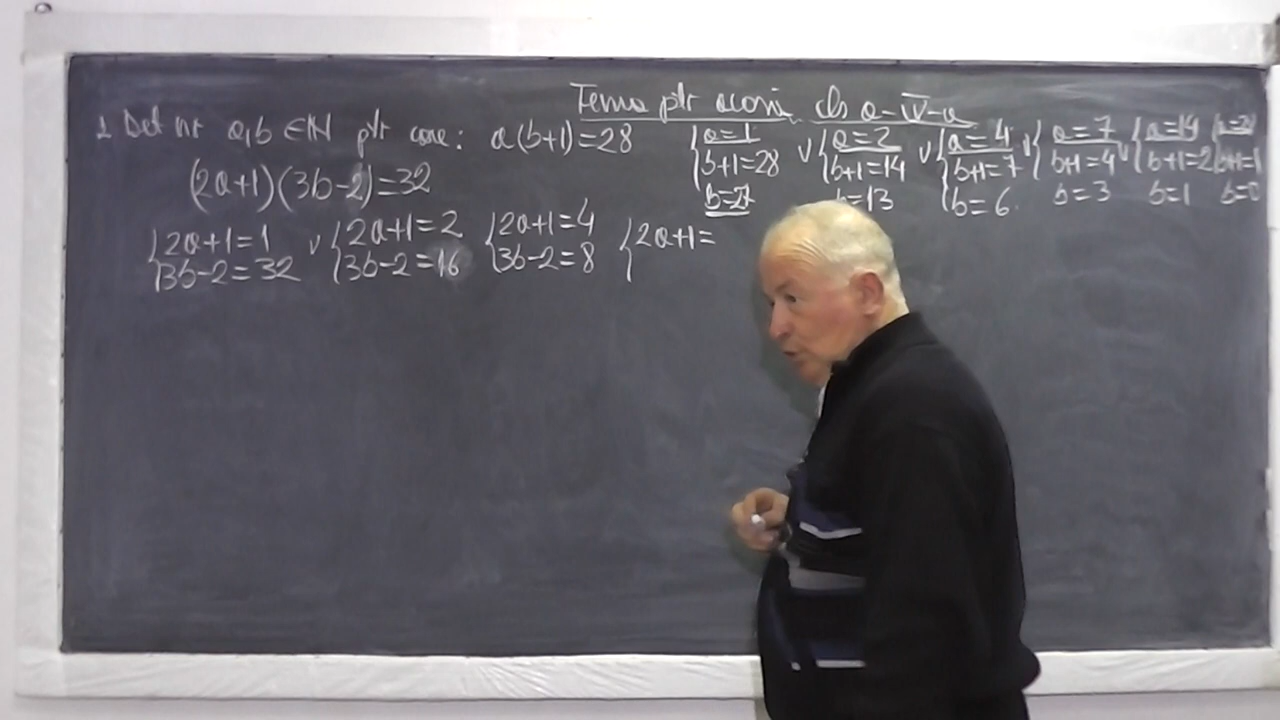 Tema ptr acasă cls a-IV-a
1 Det nr a,b ∈ ℕ ptr care: a(b+1)=28 {a=1 v {a=2 v {a=4 v {a=7 v {a=14 {a=28
b+1=28 b+1=14 b+1=7 b+1=4 b+1=2 b+1=1
b=27 b=13 b=6 b=3 b=1 b=0
(2a+1)(3b-2)=32
{2a+1=1 v {2a+1=2 {2a+1=4 {2a+1=
3b-2=32 3b-2=16 3b-2=8